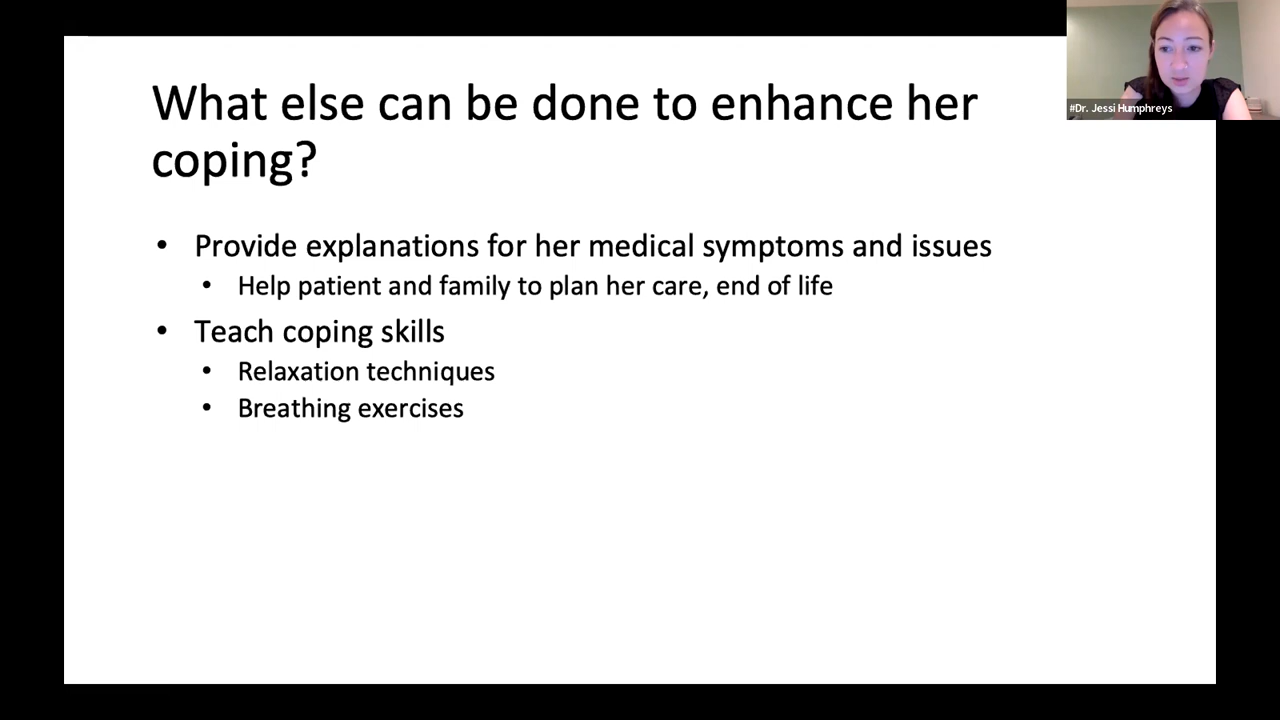 What else can be done to enhance her
coping?
• Provide explanations for her medical symptoms and issues
• Help patient and family to plan her care, end of life
• Teach coping skills
• Relaxation techniques
• Breathing exercises
#Dr. Jessi Humphreys